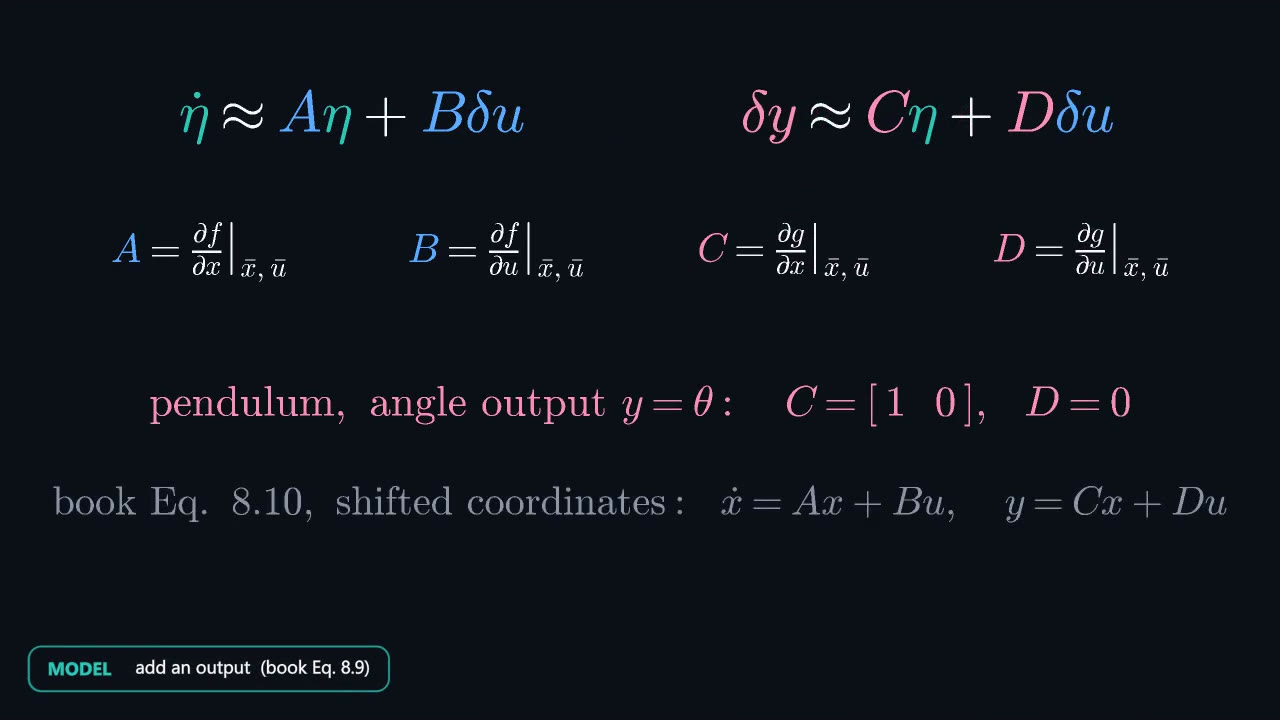 η̇ ≈ Aη + Bδu δy ≈ Cη + Dδu
A = ∂f/∂x|x̄, ū B = ∂f/∂u|x̄, ū C = ∂g/∂x|x̄, ū D = ∂g/∂u|x̄, ū
pendulum, angle output y = θ : C = [ 1 0 ], D = 0
book Eq. 8.10, shifted coordinates : ẋ = Ax + Bu, y = Cx + Du
MODEL add an output (book Eq. 8.9)